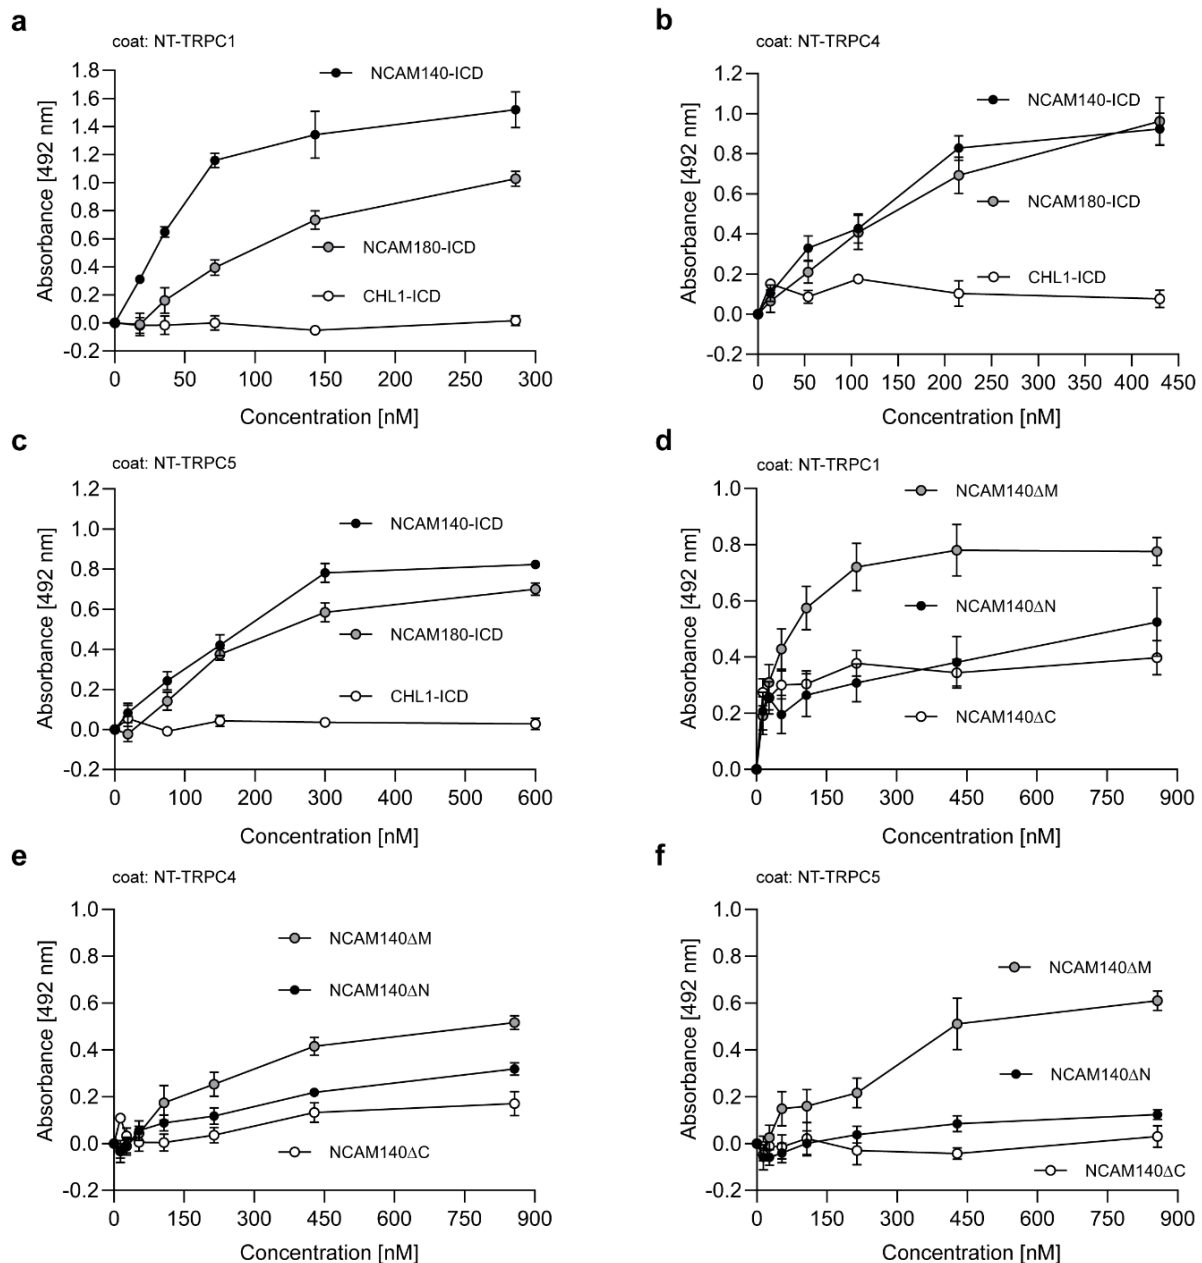 a
coat: NT-TRPC1
Absorbance [492 nm]
1.8
1.6
1.4
1.2
1.0
0.8
0.6
0.4
0.2
0.0
-0.2
NCAM140-ICD
NCAM180-ICD
CHL1-ICD
0 50 100 150 200 250 300
Concentration [nM]
b
coat: NT-TRPC4
Absorbance [492 nm]
1.2
1.0
0.8
0.6
0.4
0.2
0.0
-0.2
NCAM140-ICD
NCAM180-ICD
CHL1-ICD
0 50 100 150 200 250 300 350 400 450
Concentration [nM]
c
coat: NT-TRPC5
Absorbance [492 nm]
1.2
1.0
0.8
0.6
0.4
0.2
0.0
-0.2
NCAM140-ICD
NCAM180-ICD
CHL1-ICD
0 100 200 300 400 500 600
Concentration [nM]
d
coat: NT-TRPC1
Absorbance [492 nm]
1.0
0.8
0.6
0.4
0.2
0.0
NCAM140ΔM
NCAM140ΔN
NCAM140ΔC
0 150 300 450 600 750 900
Concentration [nM]
e
coat: NT-TRPC4
Absorbance [492 nm]
1.0
0.8
0.6
0.4
0.2
0.0
-0.2
NCAM140ΔM
NCAM140ΔN
NCAM140ΔC
0 150 300 450 600 750 900
Concentration [nM]
f
coat: NT-TRPC5
Absorbance [492 nm]
1.0
0.8
0.6
0.4
0.2
0.0
-0.2
NCAM140ΔM
NCAM140ΔN
NCAM140ΔC
0 150 300 450 600 750 900
Concentration [nM]